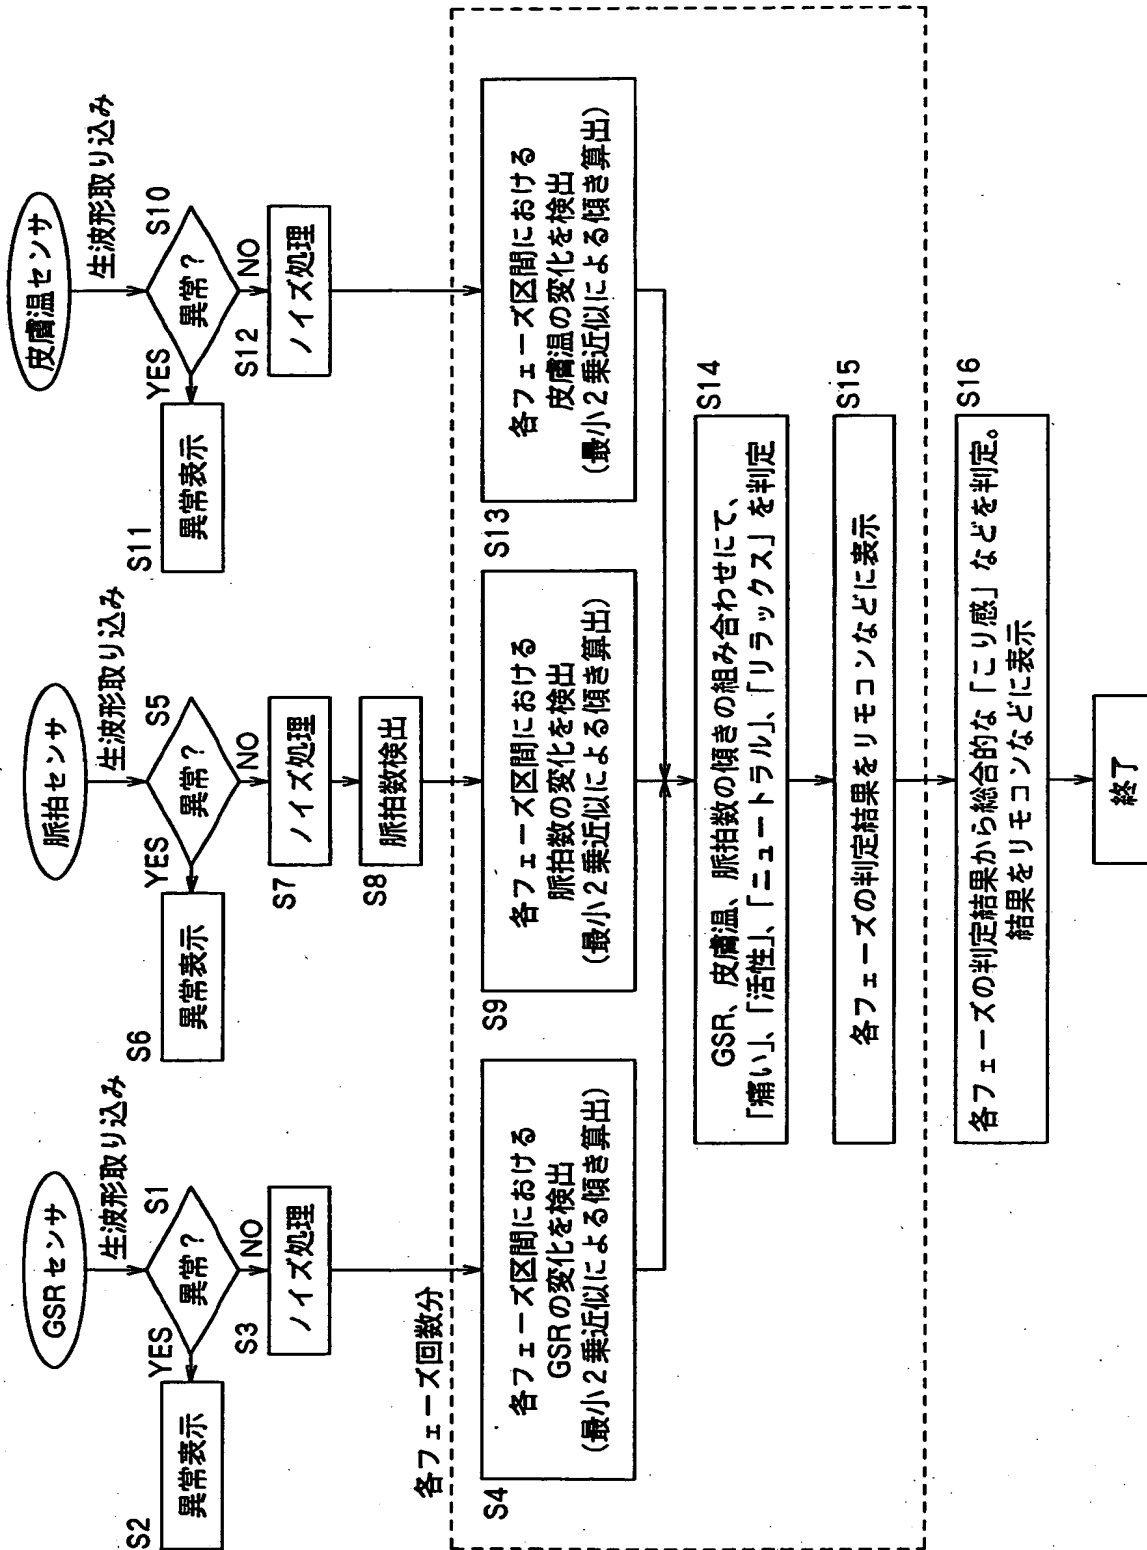 GSRセンサ
生波形取り込み
S1
異常?
YES
NO
S2
異常表示
S3
ノイズ処理
各フェーズ回数分
S4
各フェーズ区間における
GSRの変化を検出
(最小2乗近似による傾き算出)
脈拍センサ
生波形取り込み
S5
異常?
YES
NO
S6
異常表示
S7
ノイズ処理
S8
脈拍数検出
S9
各フェーズ区間における
脈拍数の変化を検出
(最小2乗近似による傾き算出)
皮膚温センサ
生波形取り込み
S10
異常?
YES
NO
S11
異常表示
S12
ノイズ処理
S13
各フェーズ区間における
皮膚温の変化を検出
(最小2乗近似による傾き算出)
S14
GSR、皮膚温、脈拍数の傾きの組み合わせにて、
「痛い」、「活性」、「ニュートラル」、「リラックス」を判定
S15
各フェーズの判定結果をリモコンなどに表示
S16
各フェーズの判定結果から総合的な「こり感」などを判定。
結果をリモコンなどに表示
終了